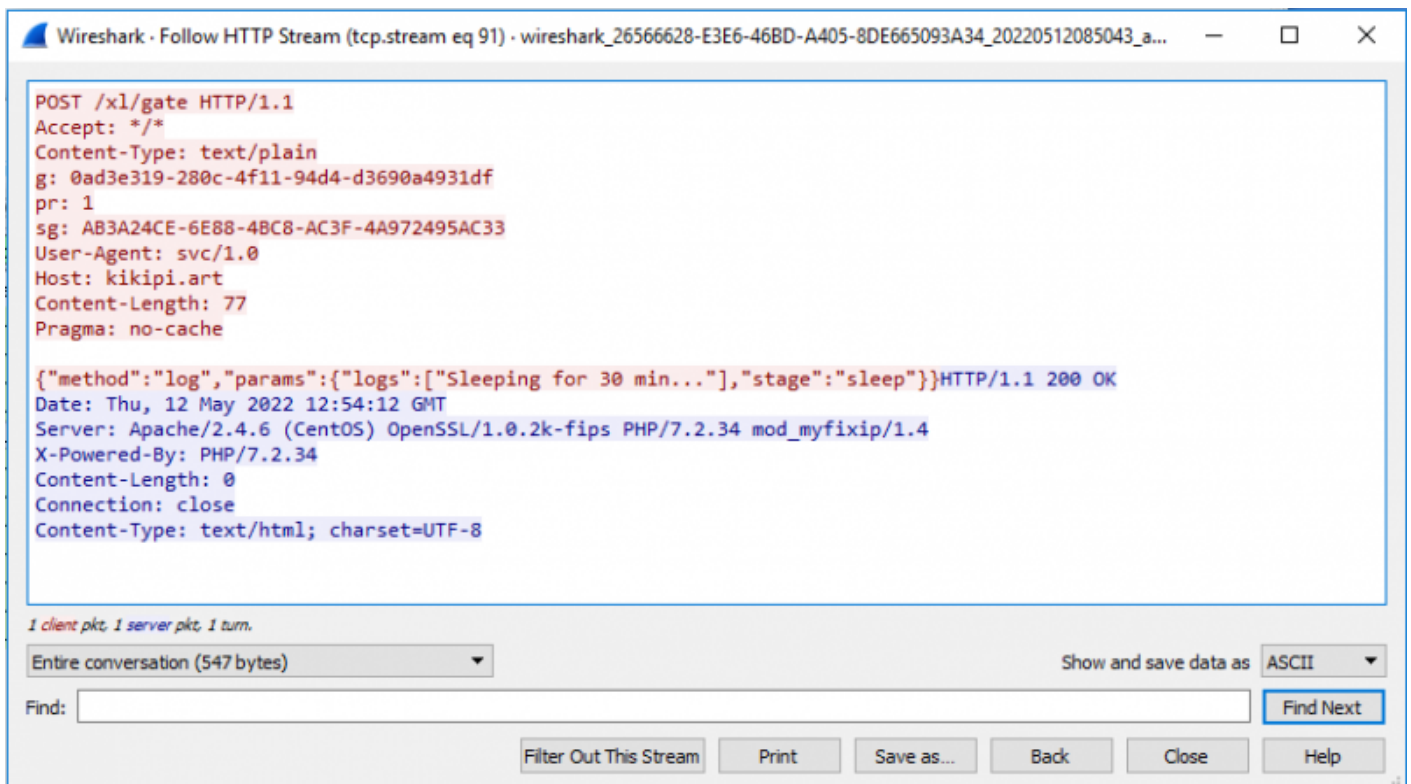 Wireshark · Follow HTTP Stream (tcp.stream eq 91) · wireshark_26566628-E3E6-46BD-A405-8DE665093A34_20220512085043_a...
POST /xl/gate HTTP/1.1
Accept: */*
Content-Type: text/plain
g: 0ad3e319-280c-4f11-94d4-d3690a4931df
pr: 1
sg: AB3A24CE-6E88-4BC8-AC3F-4A972495AC33
User-Agent: svc/1.0
Host: kikipi.art
Content-Length: 77
Pragma: no-cache
{"method":"log","params":{"logs":["Sleeping for 30 min..."],"stage":"sleep"}}HTTP/1.1 200 OK
Date: Thu, 12 May 2022 12:54:12 GMT
Server: Apache/2.4.6 (CentOS) OpenSSL/1.0.2k-fips PHP/7.2.34 mod_myfixip/1.4
X-Powered-By: PHP/7.2.34
Content-Length: 0
Connection: close
Content-Type: text/html; charset=UTF-8
1 client pkt, 1 server pkt, 1 turn.
Entire conversation (547 bytes) Show and save data as ASCII
Find: Find Next
Filter Out This Stream Print Save as... Back Close Help